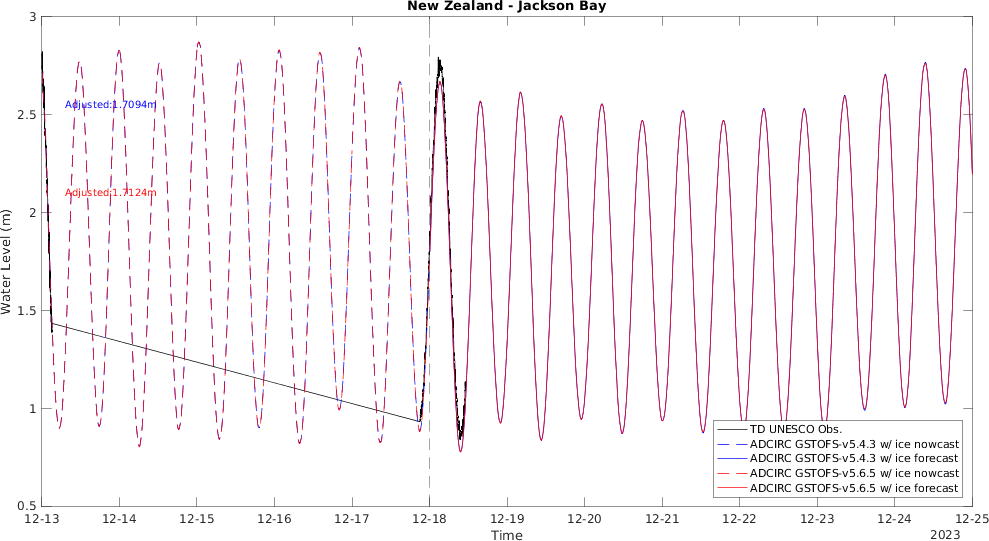 New Zealand - Jackson Bay
3
2.5
2
1.5
1
0.5
Water Level (m)
Adjusted:1.7094m
Adjusted:1.7124m
TD UNESCO Obs.
ADCIRC GSTOFS-v5.4.3 w/ ice nowcast
ADCIRC GSTOFS-v5.4.3 w/ ice forecast
ADCIRC GSTOFS-v5.6.5 w/ ice nowcast
ADCIRC GSTOFS-v5.6.5 w/ ice forecast
12-13 12-14 12-15 12-16 12-17 12-18 12-19 12-20 12-21 12-22 12-23 12-24 12-25
Time
2023